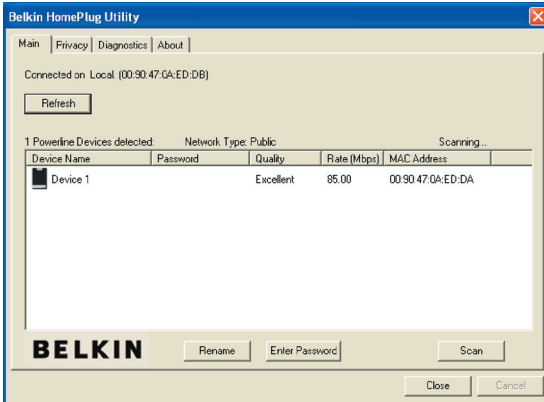 Belkin HomePlug Utility
Main Privacy Diagnostics About
Connected on Local (00:90:47:0A:ED:DB)
Refresh
1 Powerline Devices detected: Network Type: Public Scanning...
Device Name Password Quality Rate (Mbps) MAC Address
Device 1 Excellent 85.00 00:90:47:0A:ED:DA
BELKIN Rename Enter Password Scan
Close Cancel